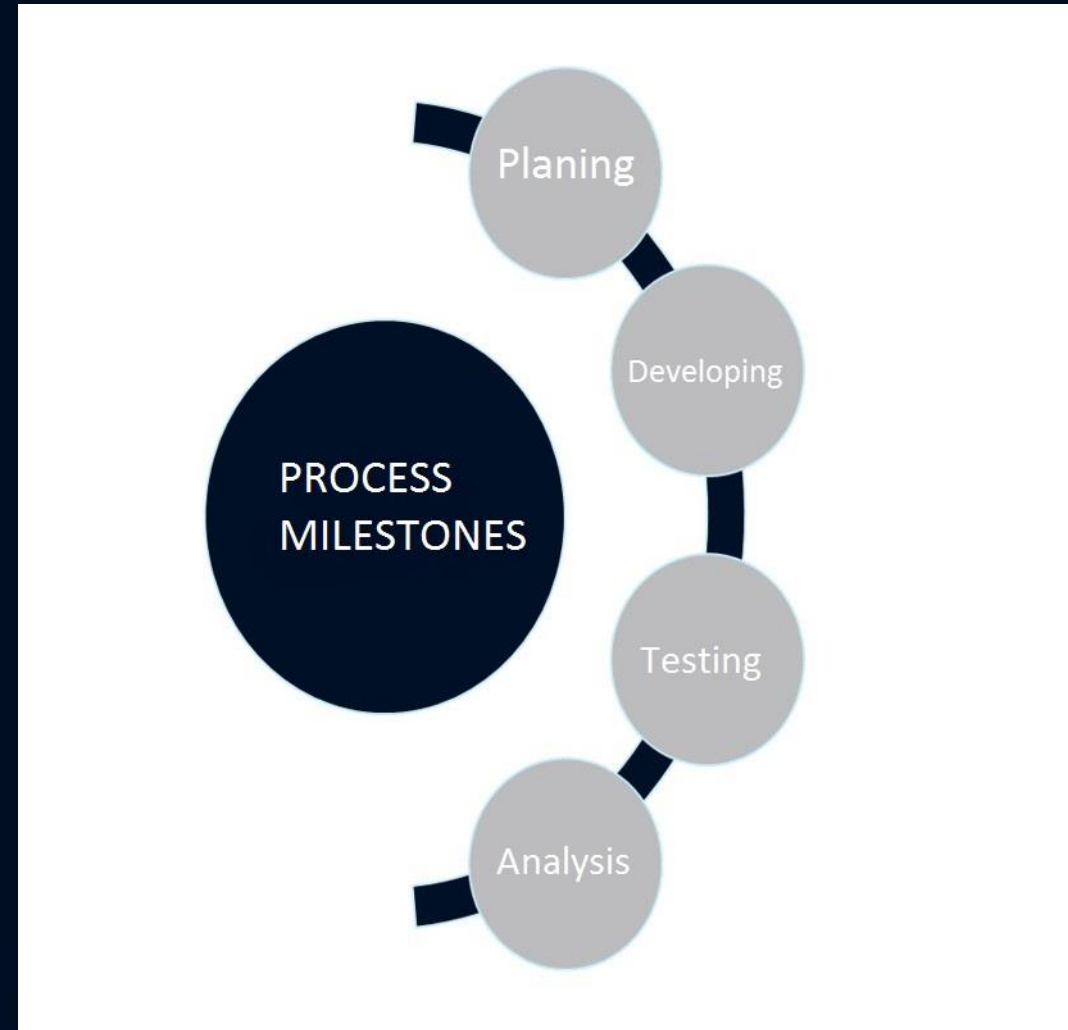 Planing
Developing
PROCESS
MILESTONES
Testing
Analysis